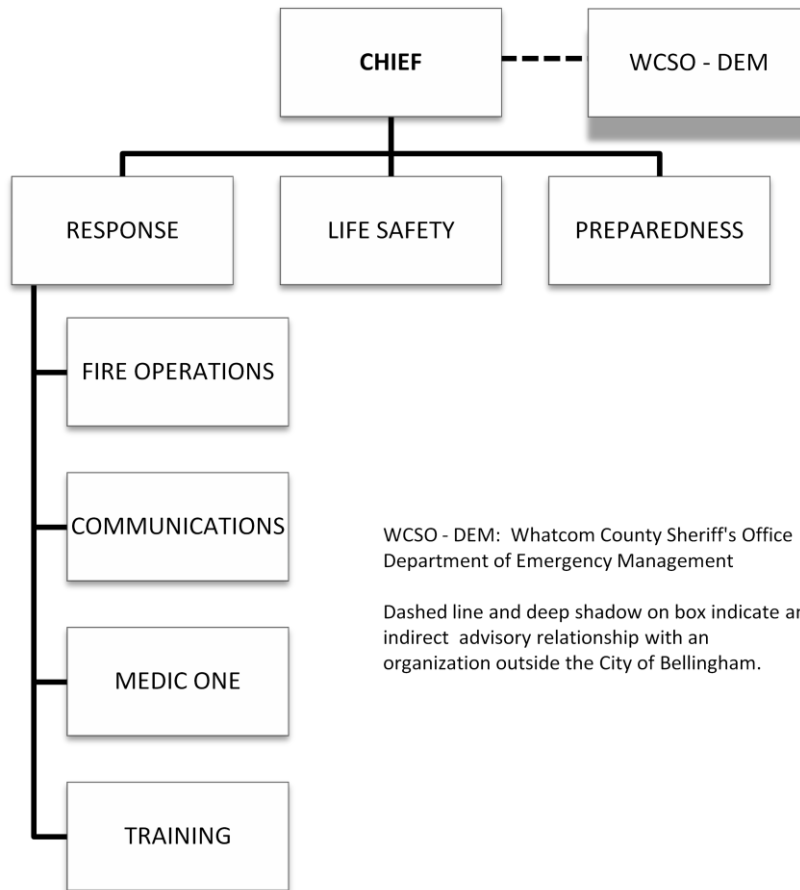 CHIEF
WCSO - DEM
RESPONSE
LIFE SAFETY
PREPAREDNESS
FIRE OPERATIONS
COMMUNICATIONS
MEDIC ONE
TRAINING
WCSO - DEM:  Whatcom County Sheriff's Office
Department of Emergency Management
Dashed line and deep shadow on box indicate an
indirect  advisory relationship with an
organization outside the City of Bellingham.